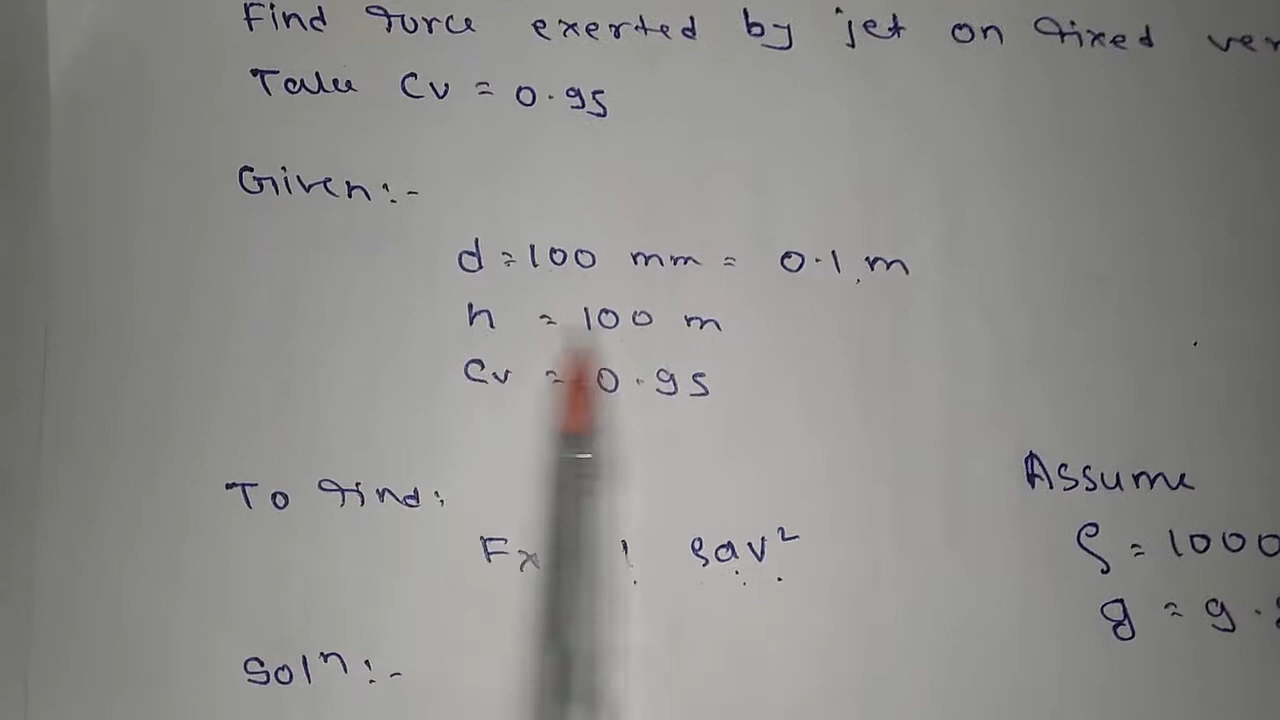 Find force exerted by jet on fixed ver
Take Cv = 0.95
Given:-
d = 100 mm = 0.1 m
h = 100 m
Cv = 0.95
To find:
Fx ! ρav²
Assume
ρ = 1000
g = 9.
Solⁿ:-